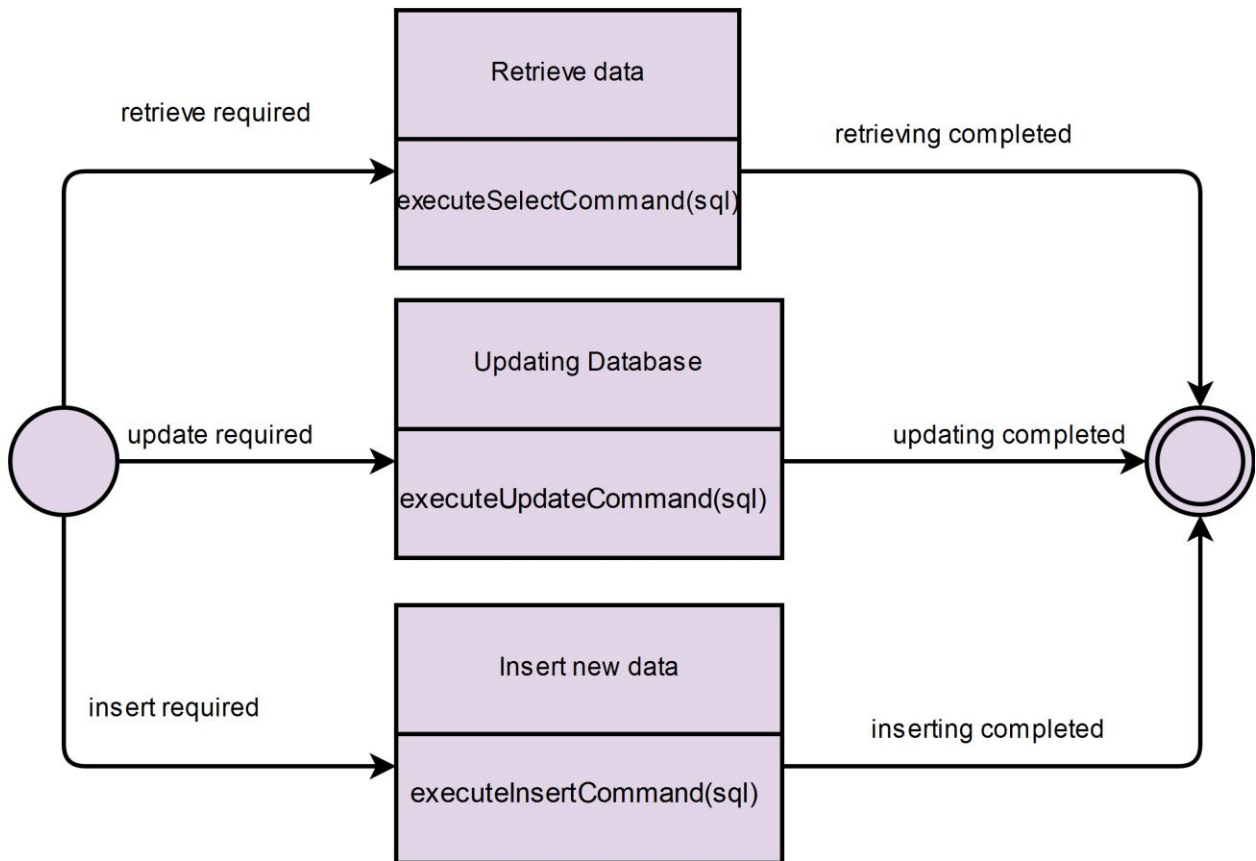 Retrieve data
retrieve required
retrieving completed
executeSelectCommand(sql)
Updating Database
update required
updating completed
executeUpdateCommand(sql)
Insert new data
insert required
inserting completed
executeInsertCommand(sql)